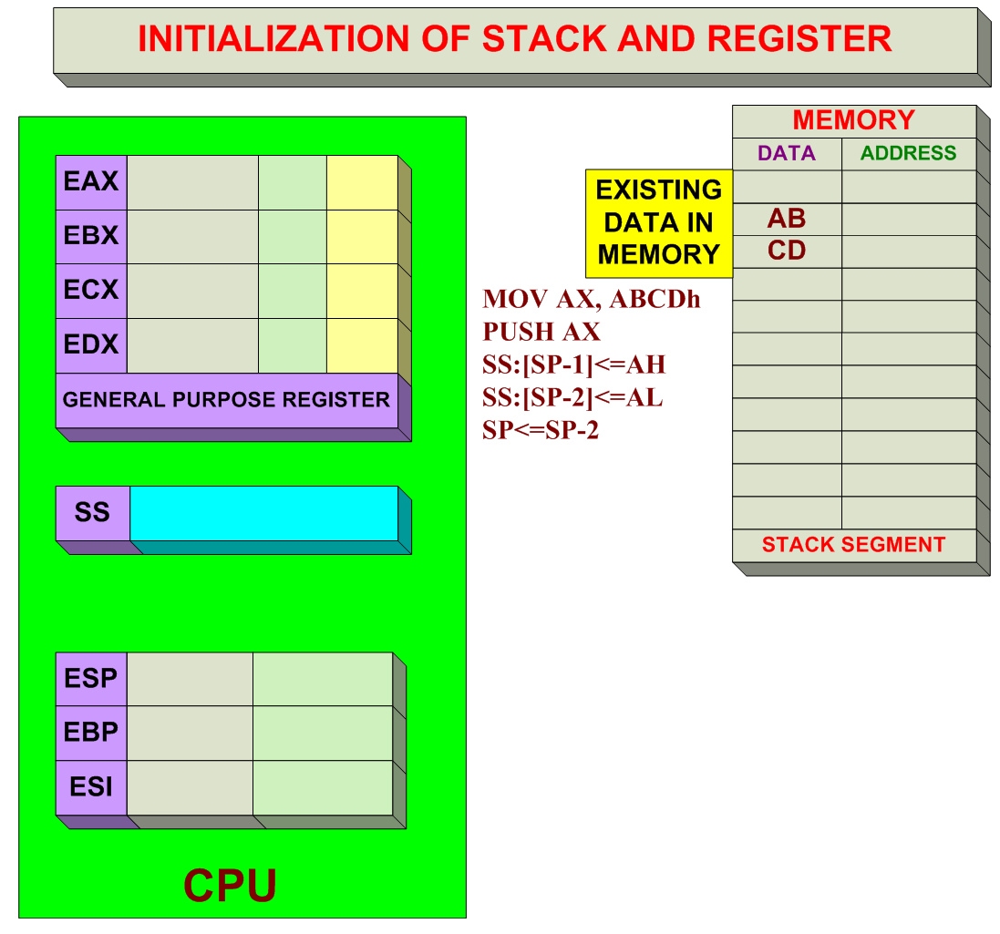 INITIALIZATION OF STACK AND REGISTER
EAX
EBX
ECX
EDX
GENERAL PURPOSE REGISTER
SS
ESP
EBP
ESI
CPU
EXISTING
DATA IN
MEMORY
MOV AX, ABCDh
PUSH AX
SS:[SP-1]<=AH
SS:[SP-2]<=AL
SP<=SP-2
MEMORY
DATA ADDRESS
AB
CD
STACK SEGMENT